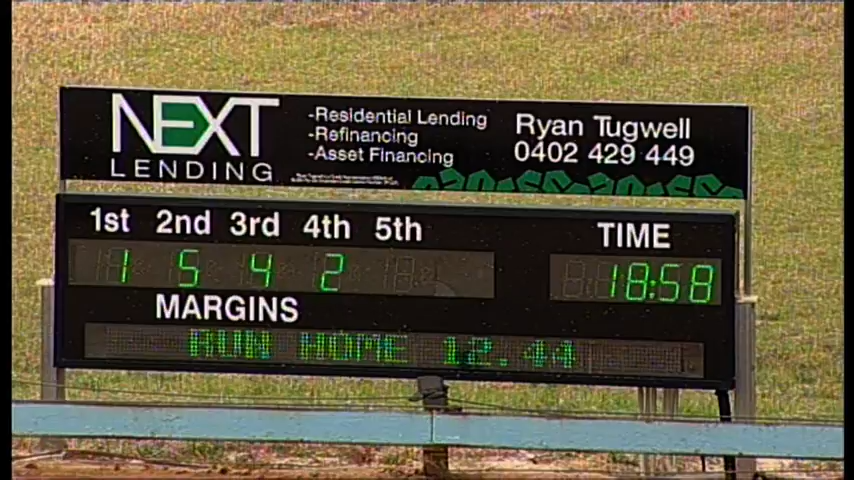 NEXT
LENDING
-Residential Lending
-Refinancing
-Asset Financing
Ryan Tugwell
0402 429 449
1st 2nd 3rd 4th 5th
1 5 4 2
TIME
18:58
MARGINS
RUN HOME 12.44